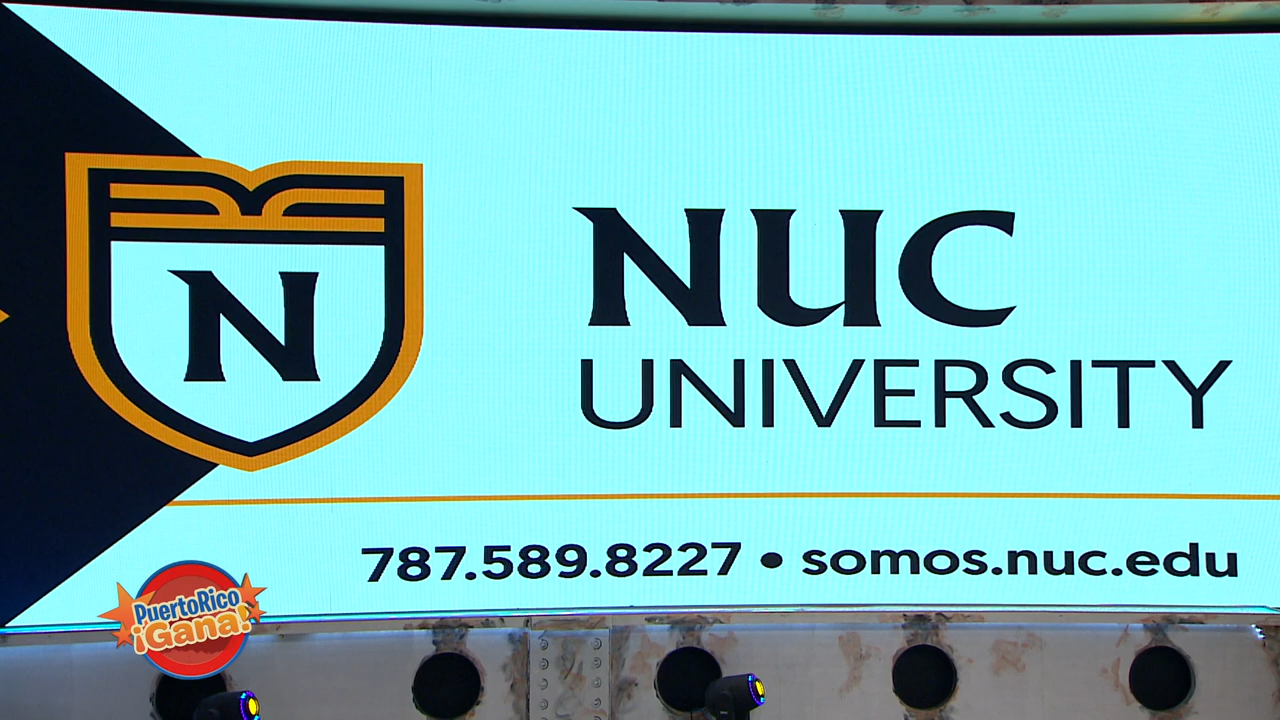 N
NUC
UNIVERSITY
787.589.8227 • somos.nuc.edu
PuertoRico
¡Gana!